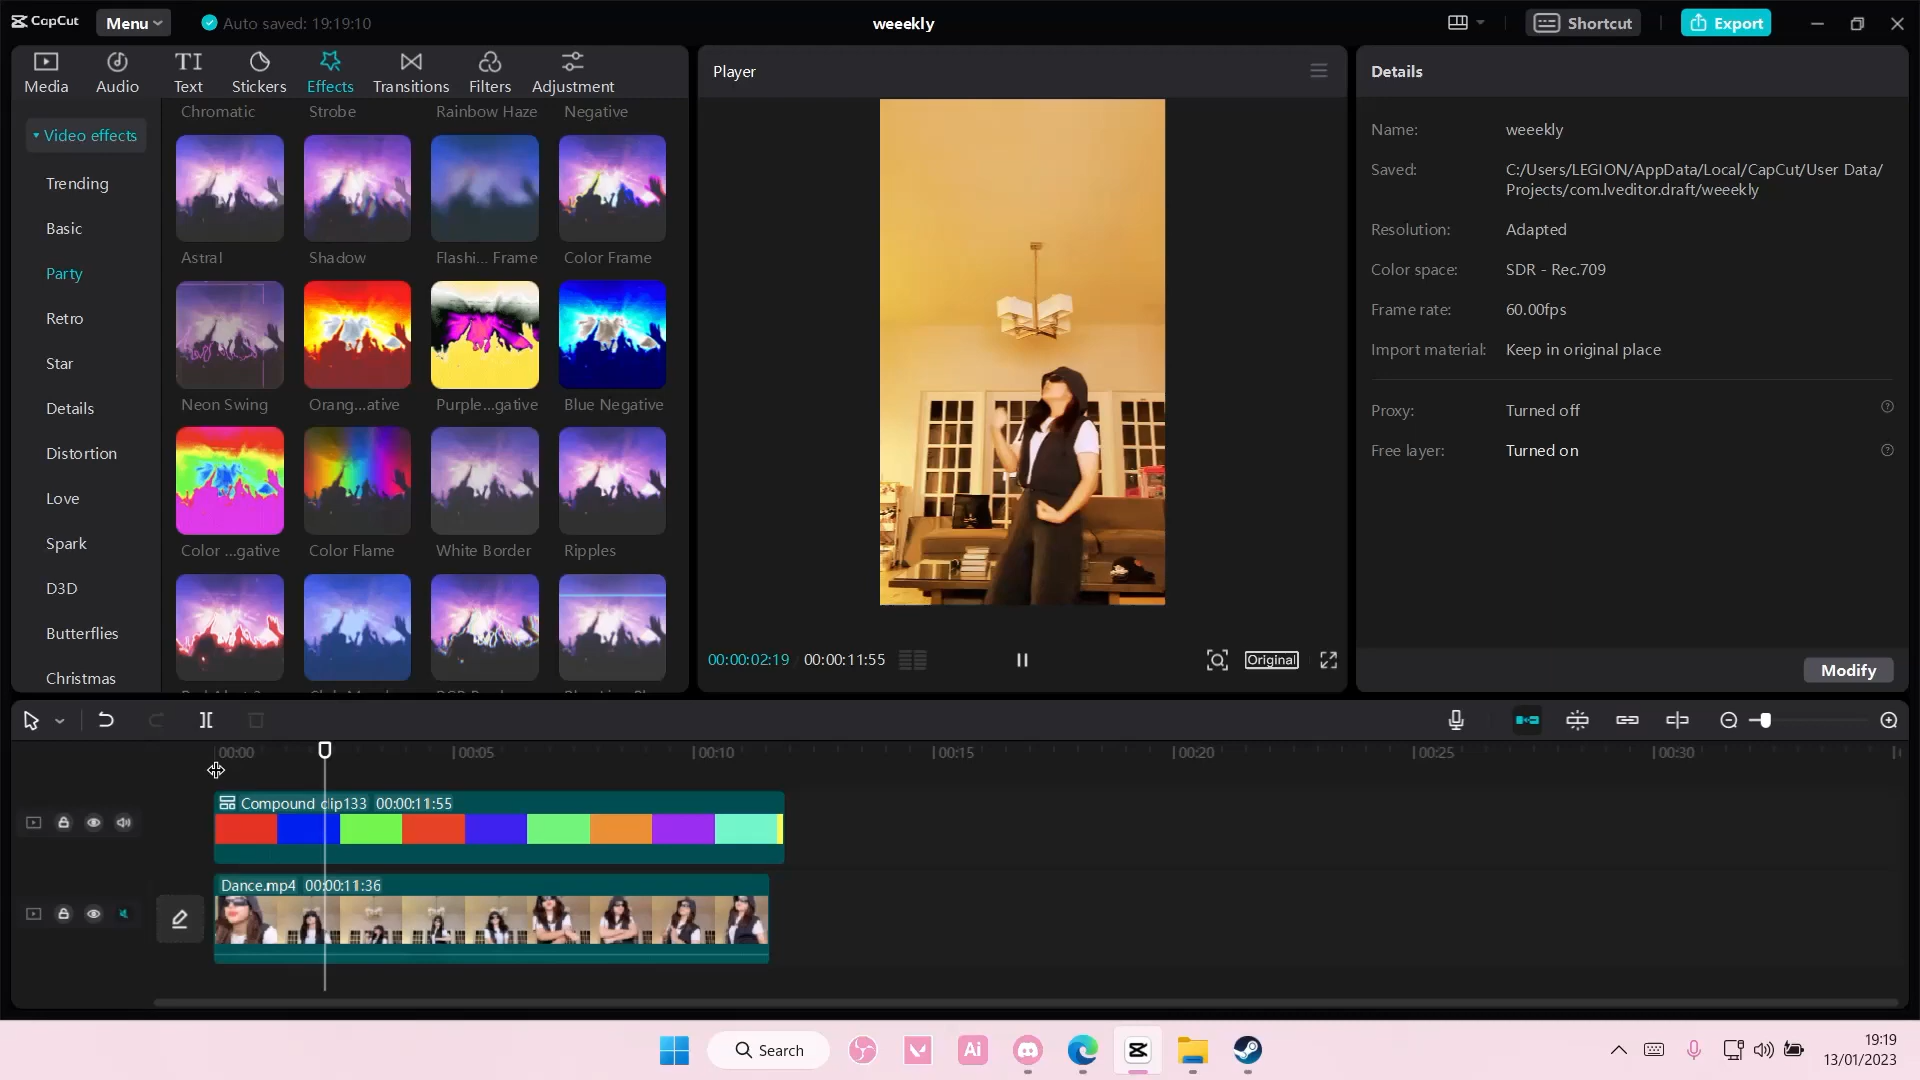 CapCut
Menu
Auto saved: 19:19:10
weeekly
Shortcut
Export
Media
Audio
Text
Stickers
Effects
Transitions
Filters
Adjustment
Player
Details
Video effects
Trending
Basic
Party
Retro
Star
Details
Distortion
Love
Spark
D3D
Butterflies
Christmas
Chromatic
Strobe
Rainbow Haze
Negative
Astral
Shadow
Flashi... Frame
Color Frame
Neon Swing
Orang...ative
Purple...gative
Blue Negative
Color ...gative
Color Flame
White Border
Ripples
Name: weeekly
Saved: C:/Users/LEGION/AppData/Local/CapCut/User Data/
Projects/com.lveditor.draft/weeekly
Resolution: Adapted
Color space: SDR - Rec.709
Frame rate: 60.00fps
Import material: Keep in original place
Proxy: Turned off
Free layer: Turned on
Modify
00:00:02:19
00:00:11:55
Original
00:00
00:05
00:10
00:15
00:20
00:25
00:30
Compound clip133 00:00:11:55
Dance.mp4 00:00:11:36
Search
Ai
19:19
13/01/2023